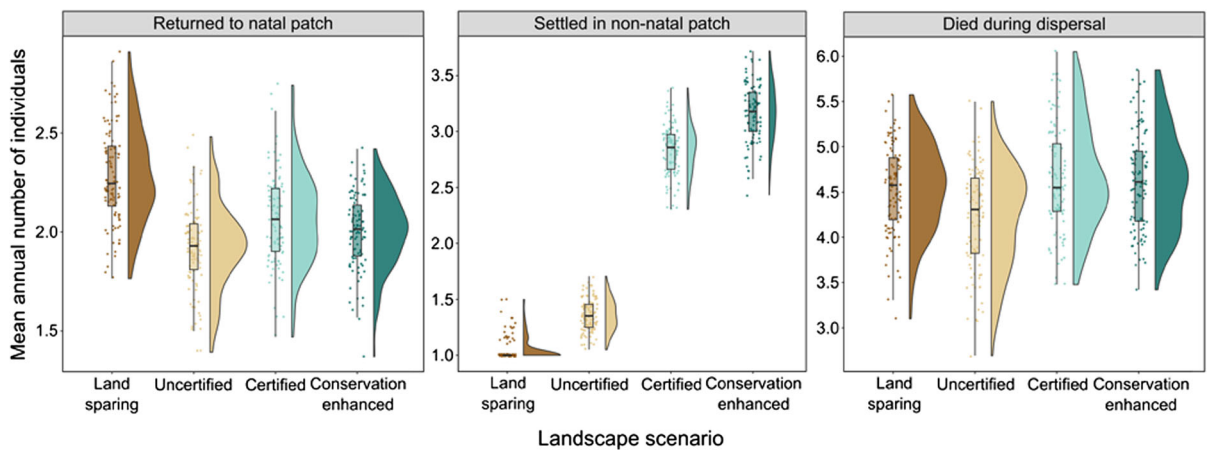 Returned to natal patch
Settled in non-natal patch
Died during dispersal
Mean annual number of individuals
2.5
2.0
1.5
3.5
3.0
2.5
2.0
1.5
1.0
6.0
5.5
5.0
4.5
4.0
3.5
3.0
Land
sparing
Uncertified
Certified
Conservation
enhanced
Land
sparing
Uncertified
Certified
Conservation
enhanced
Land
sparing
Uncertified
Certified
Conservation
enhanced
Landscape scenario